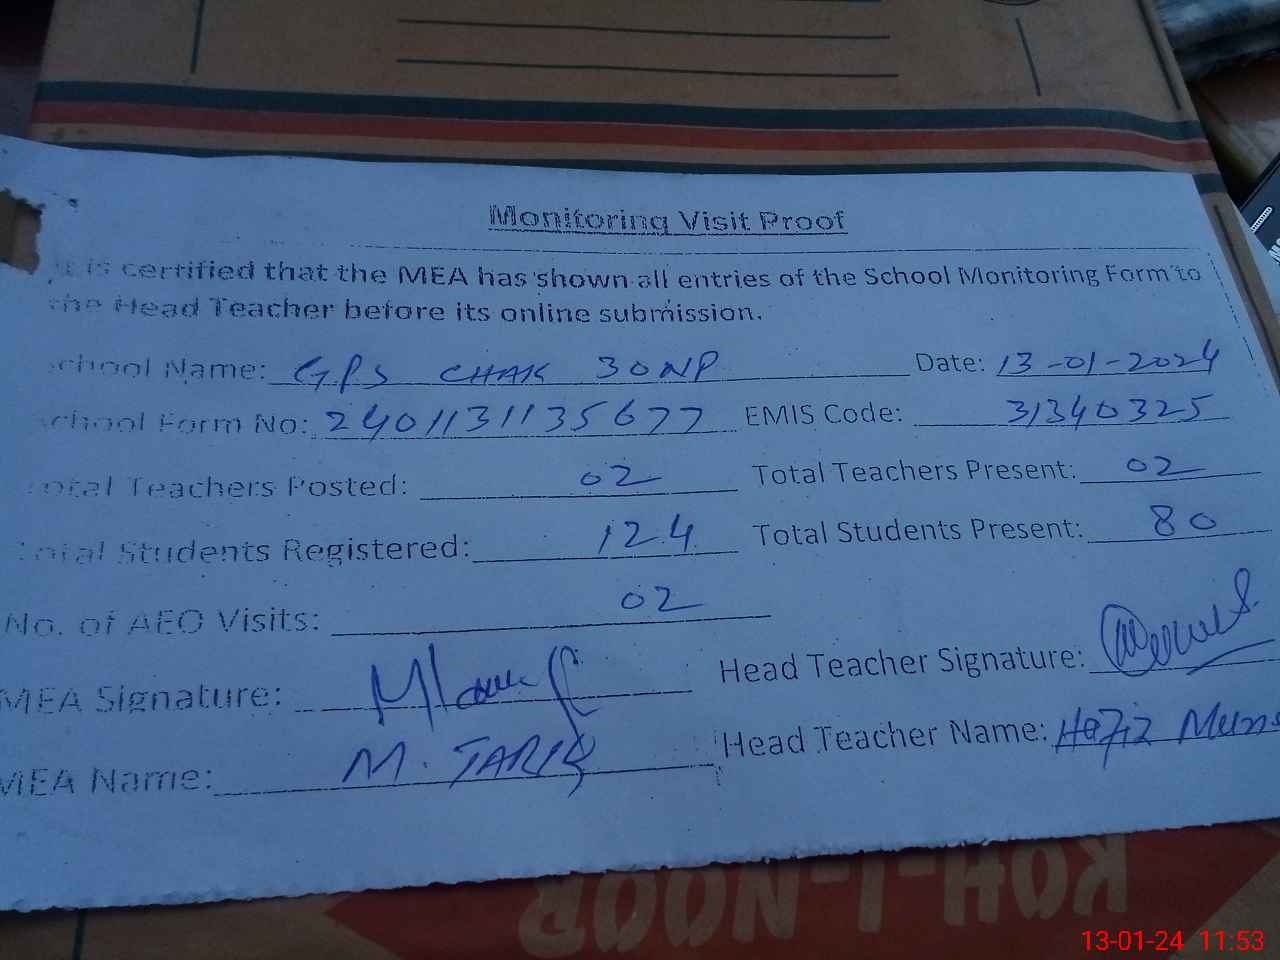 Monitoring Visit Proof
It is certified that the MEA has shown all entries of the School Monitoring Form to
the Head Teacher before its online submission.
School Name: GPS CHAK 30NP Date: 13-01-2024
School Form No: 2401131135677 EMIS Code: 31340325
Total Teachers Posted: 02 Total Teachers Present: 02
Total Students Registered: 124 Total Students Present: 80
No. of AEO Visits: 02
MEA Signature: Head Teacher Signature:
MEA Name: M. TARIQ Head Teacher Name: Hafiz
KOH-I-NOOR
13-01-24 11:53